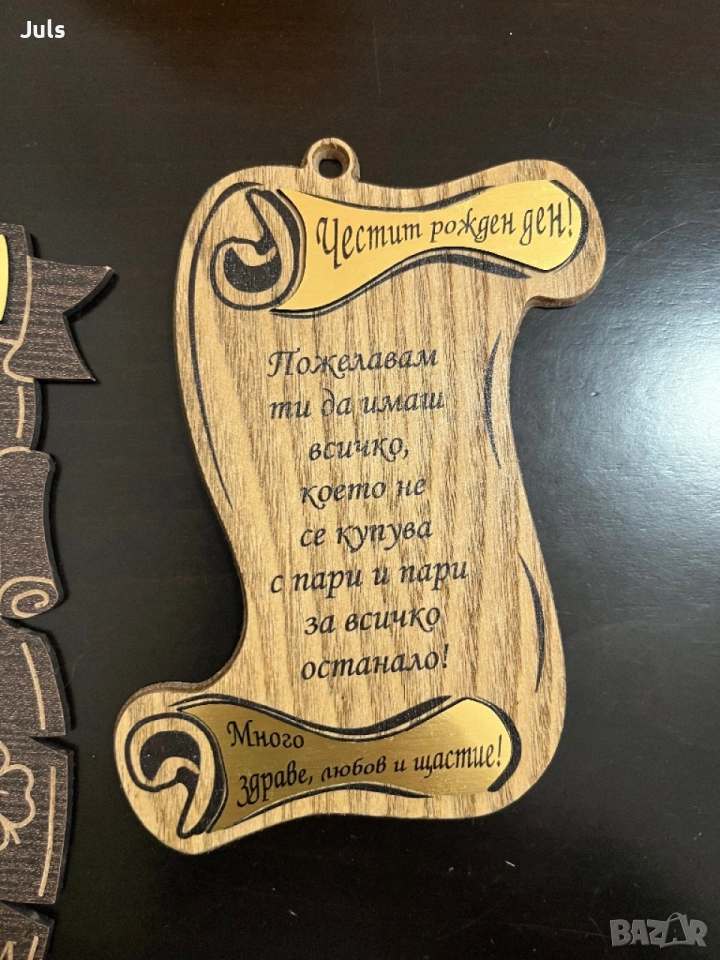 Juls
Честит рожден ден!
Пожелавам
ти да имаш
всичко,
което не
се купува
с пари и пари
за всичко
останало!
Много
здраве, любов и щастие!
BAZAR